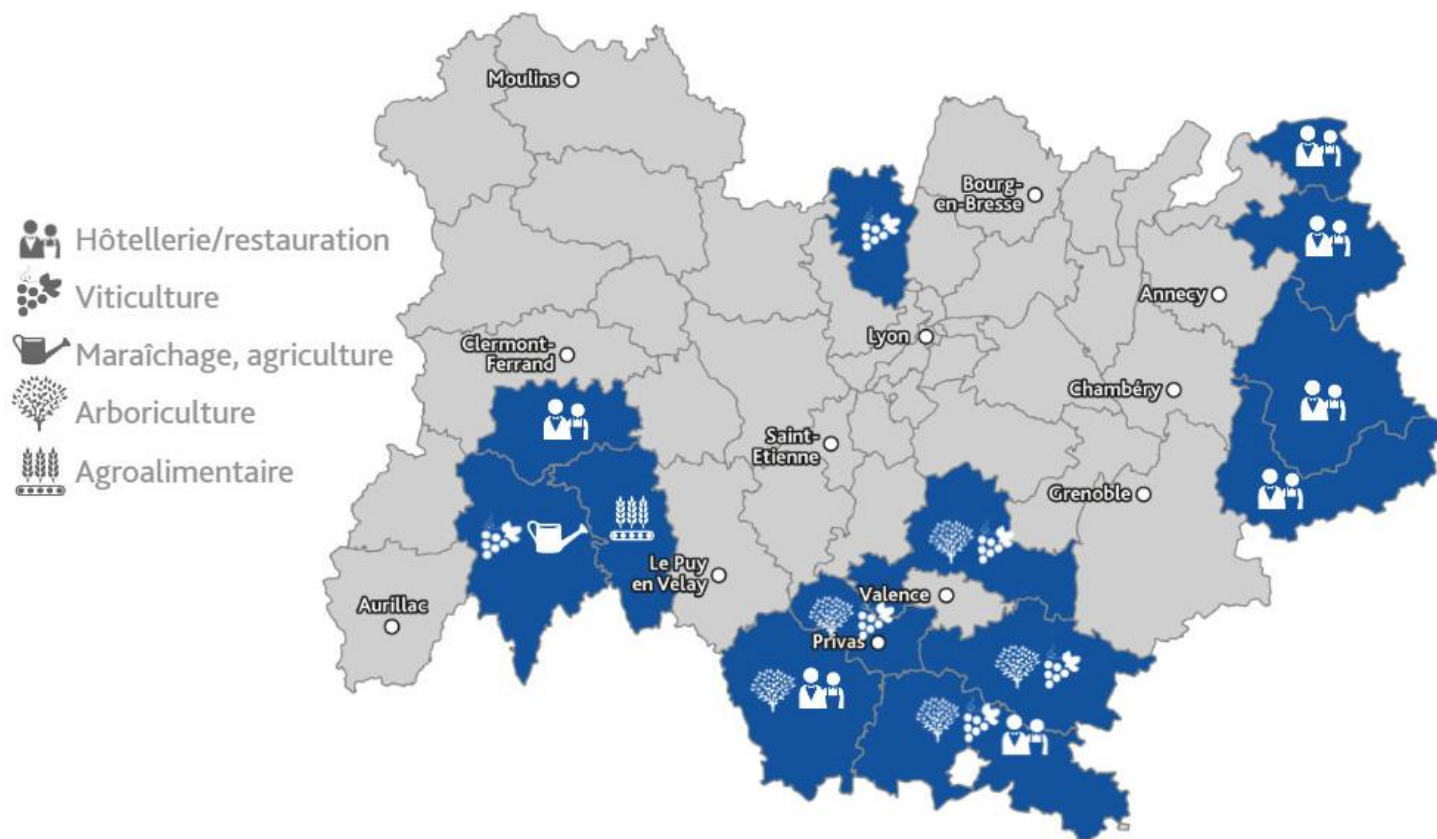 Hôtellerie/restauration
Viticulture
Maraîchage, agriculture
Arboriculture
Agroalimentaire
Moulins
Bourg-
en-Bresse
Annecy
Lyon
Clermont-
Ferrand
Chambéry
Saint-
Etienne
Grenoble
Le Puy
en Velay
Valence
Aurillac
Privas